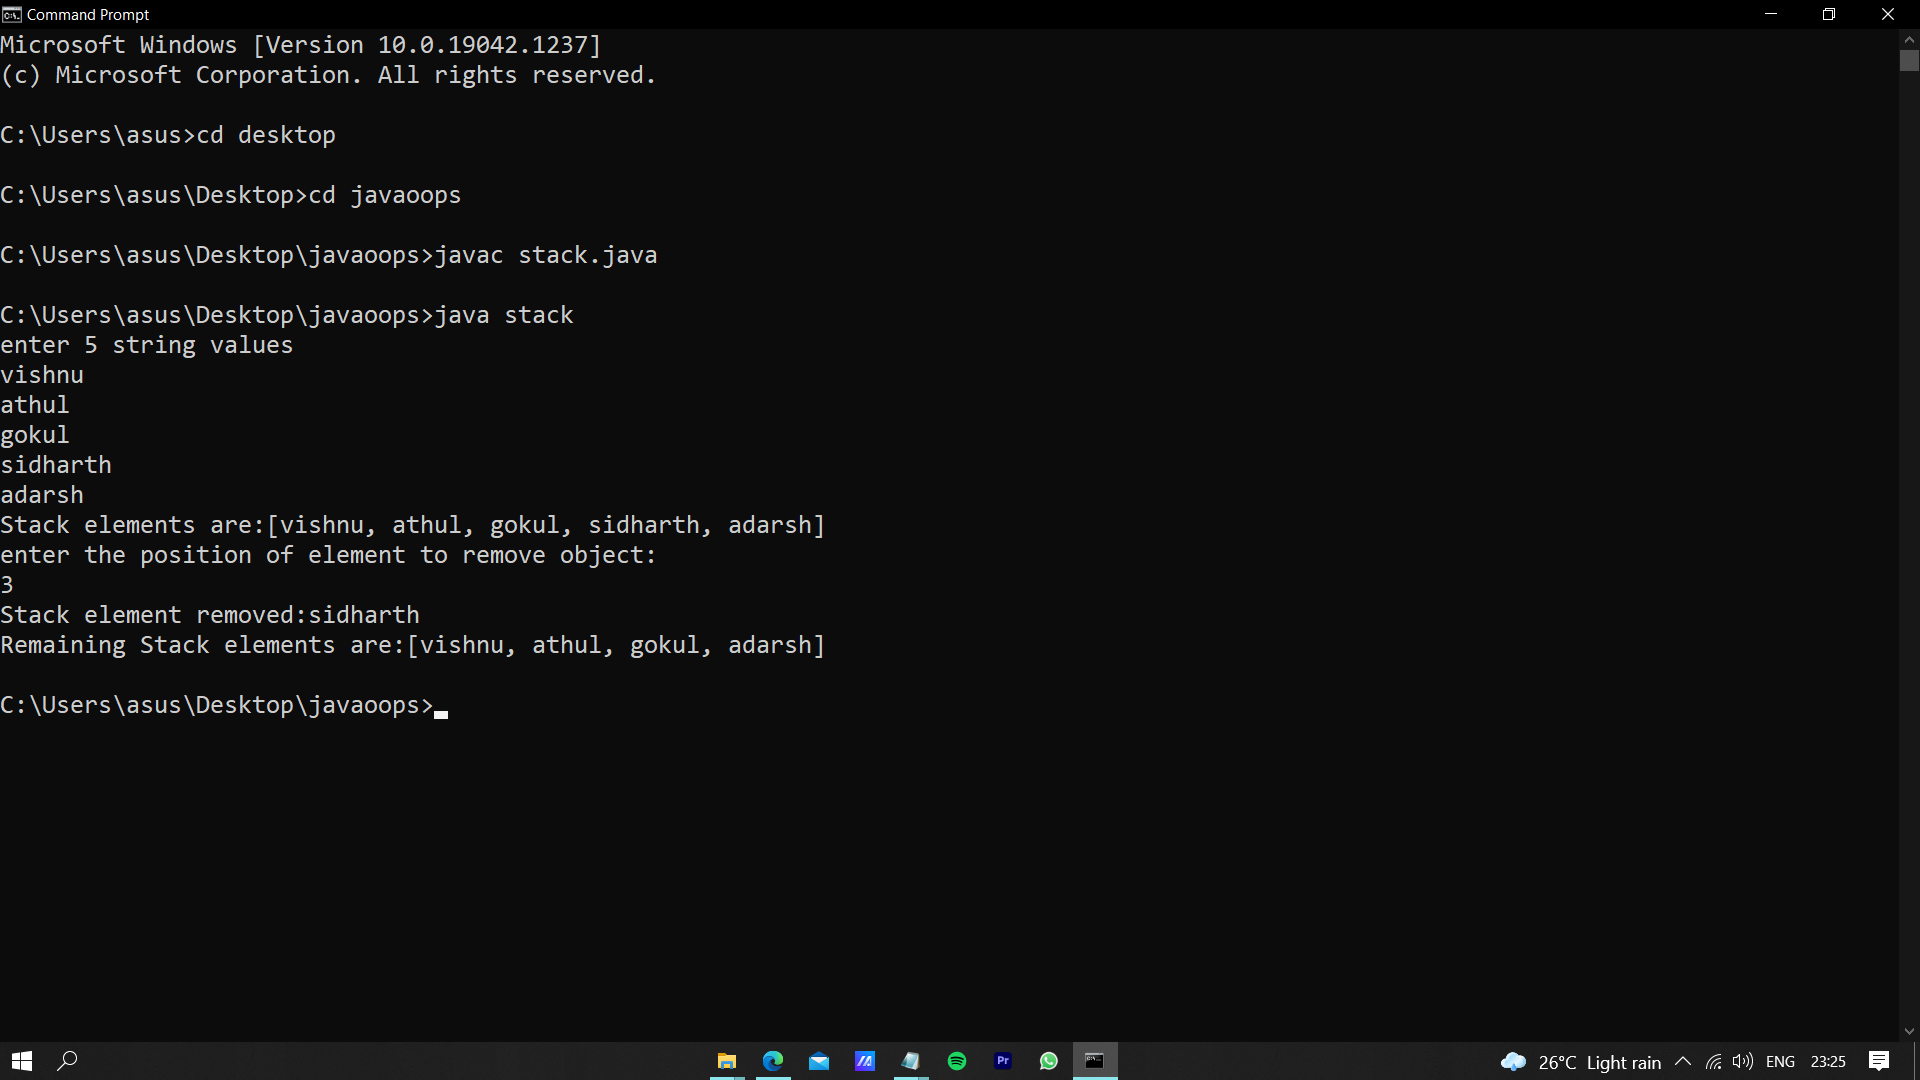 Command Prompt
Microsoft Windows [Version 10.0.19042.1237]
(c) Microsoft Corporation. All rights reserved.
C:\Users\asus>cd desktop
C:\Users\asus\Desktop>cd javaoops
C:\Users\asus\Desktop\javaoops>javac stack.java
C:\Users\asus\Desktop\javaoops>java stack
enter 5 string values
vishnu
athul
gokul
sidharth
adarsh
Stack elements are:[vishnu, athul, gokul, sidharth, adarsh]
enter the position of element to remove object:
3
Stack element removed:sidharth
Remaining Stack elements are:[vishnu, athul, gokul, adarsh]
C:\Users\asus\Desktop\javaoops>
Pr
26°C Light rain ENG 23:25